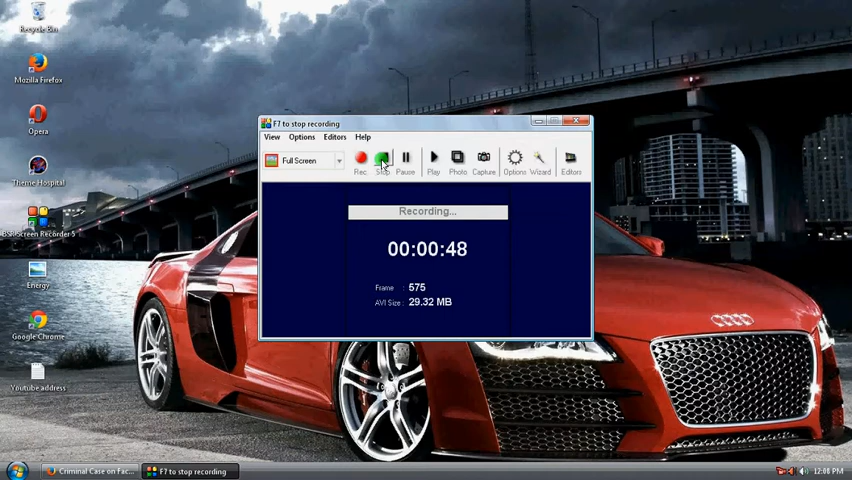 Recycle Bin
Mozilla Firefox
Opera
Theme Hospital
BSR Screen Recorder 5
Energy
Google Chrome
Youtube address
F7 to stop recording
View Options Editors Help
Full Screen
Rec Stop Pause Play Photo Capture Options Wizard Editors
Recording...
00:00:48
Frame : 575
AVI Size : 29.32 MB
Criminal Case on Fac...
F7 to stop recording
12:06 PM